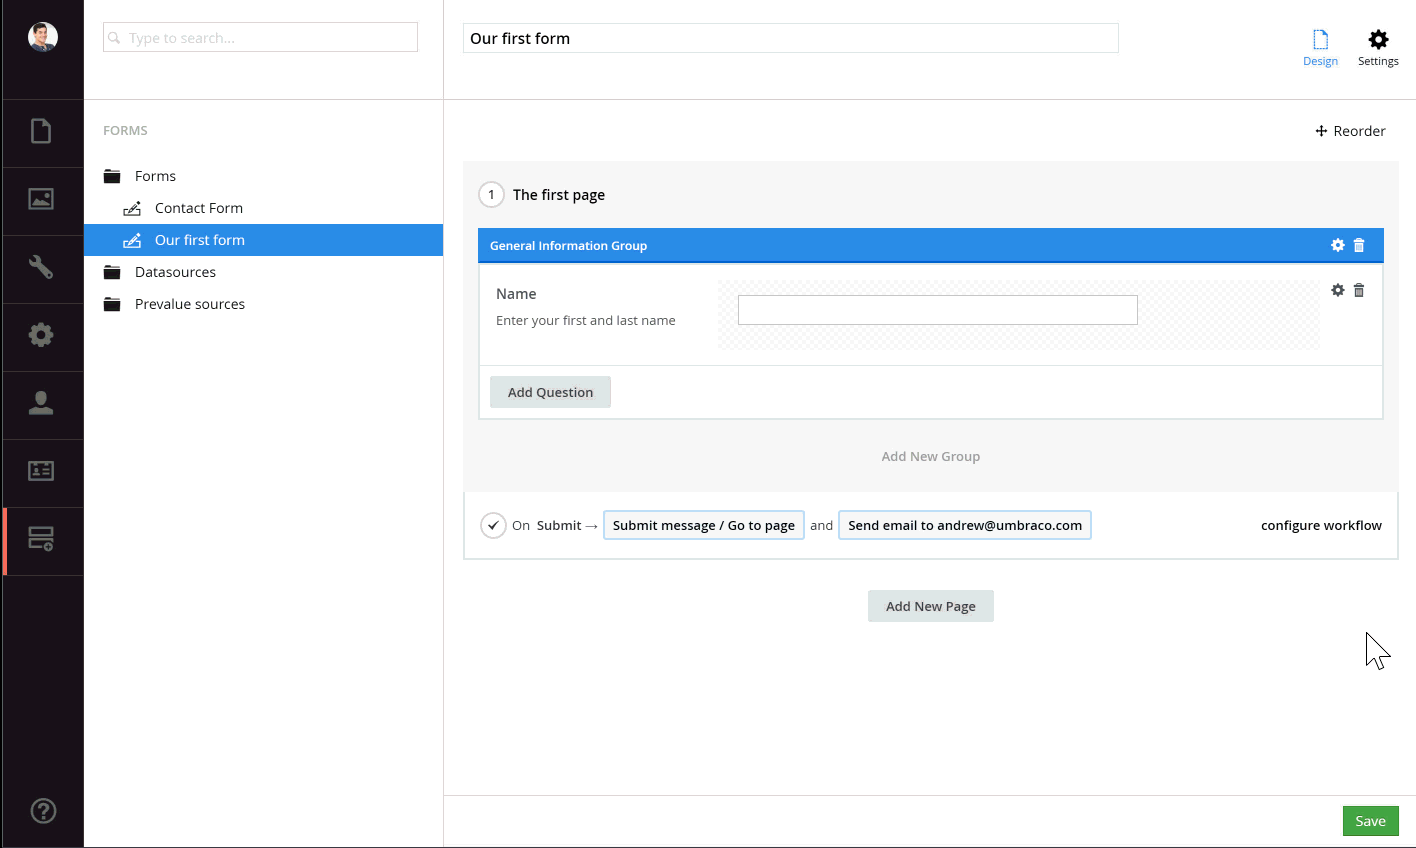 Type to search...
Our first form
Design
Settings
FORMS
Forms
Contact Form
Our first form
Datasources
Prevalue sources
Reorder
1 The first page
General Information Group
Name
Enter your first and last name
Add Question
Add New Group
On Submit → Submit message / Go to page and Send email to andrew@umbraco.com configure workflow
Add New Page
?
Save